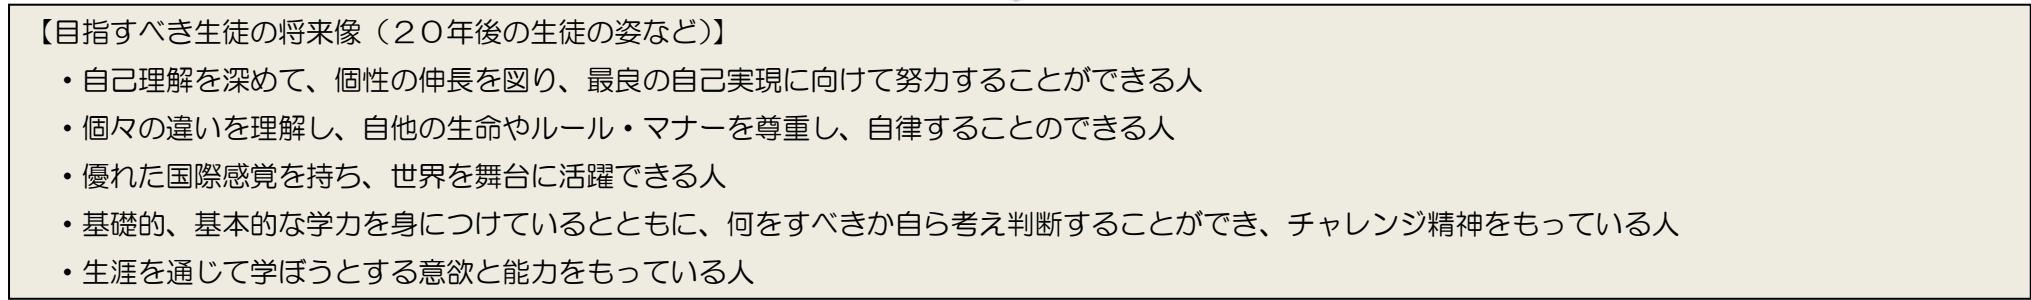 【目指すべき生徒の将来像（２０年後の生徒の姿など）】
・自己理解を深めて、個性の伸長を図り、最良の自己実現に向けて努力することができる人
・個々の違いを理解し、自他の生命やルール・マナーを尊重し、自律することのできる人
・優れた国際感覚を持ち、世界を舞台に活躍できる人
・基礎的、基本的な学力を身につけているとともに、何をすべきか自ら考え判断することができ、チャレンジ精神をもっている人
・生涯を通じて学ぼうとする意欲と能力をもっている人